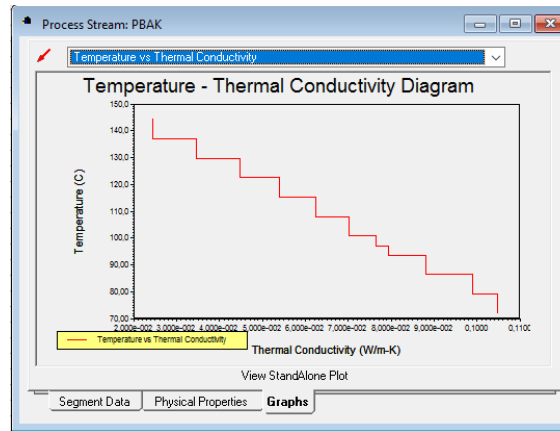 Process Stream: PBAK
Temperature vs Thermal Conductivity
Temperature - Thermal Conductivity Diagram
150,0
140,0
130,0
120,0
110,0
100,0
90,00
80,00
70,00
Temperature (C)
2,000e-002 3,000e-002 4,000e-002 5,000e-002 6,000e-002 7,000e-002 8,000e-002 9,000e-002 0,1000 0,110(
Temperature vs Thermal Conductivity
Thermal Conductivity (W/m-K)
View StandAlone Plot
Segment Data Physical Properties Graphs